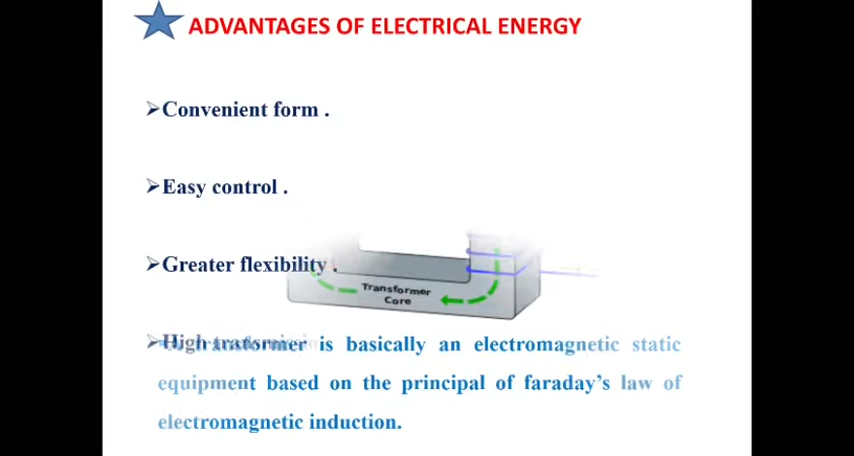 ADVANTAGES OF ELECTRICAL ENERGY
➢Convenient form .
➢Easy control .
➢Greater flexibility .
Transformer
Core
➢High
transformer is basically an electromagnetic static
equipment based on the principal of faraday's law of
electromagnetic induction.